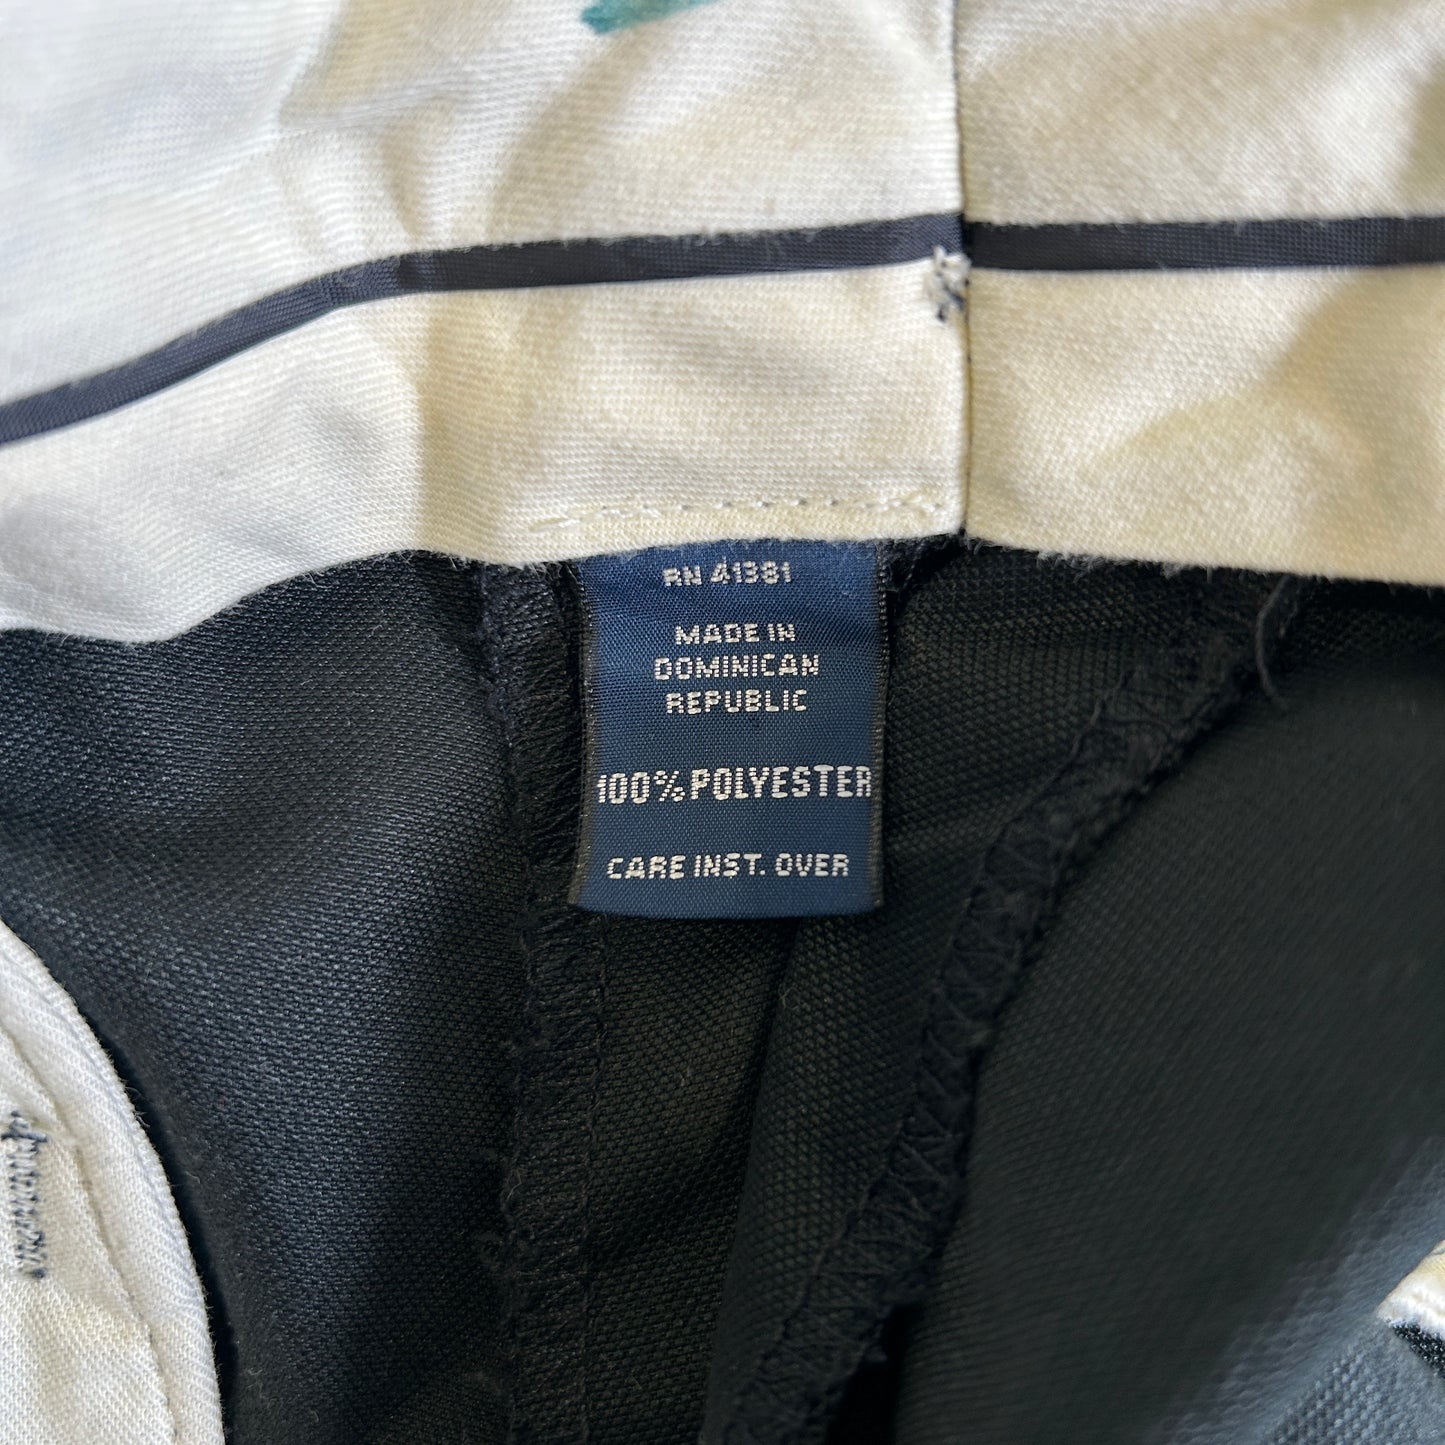 RN 41381
MADE IN
DOMINICAN
REPUBLIC
100% POLYESTER
CARE INST. OVER